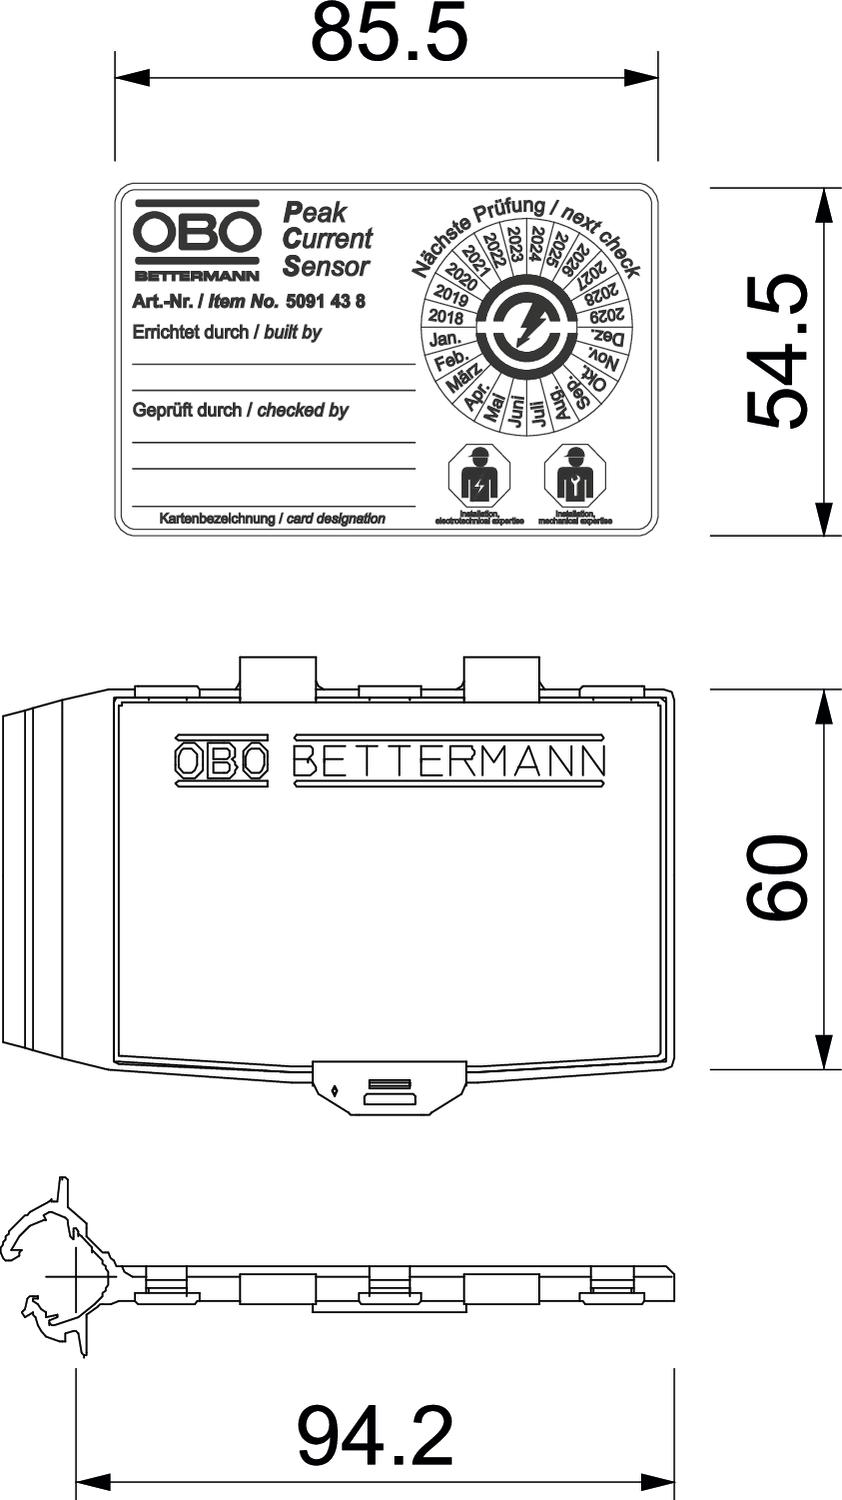 85.5
OBO
BETTERMANN
Peak
Current
Sensor
Art.-Nr. / Item No. 5091 43 8
Errichtet durch / built by
Geprüft durch / checked by
Kartenbezeichnung / card designation
Nächste Prüfung / next check
2018
2019
2020
2021
2022
2023
2024
2025
2026
2027
2028
2029
Dez.
Nov.
Okt.
Sep.
Aug.
Juli
Juni
Mai
Apr.
März
Feb.
Jan.
Installation,
electrotechnical expertise
Installation,
mechanical expertise
54.5
OBO BETTERMANN
60
94.2